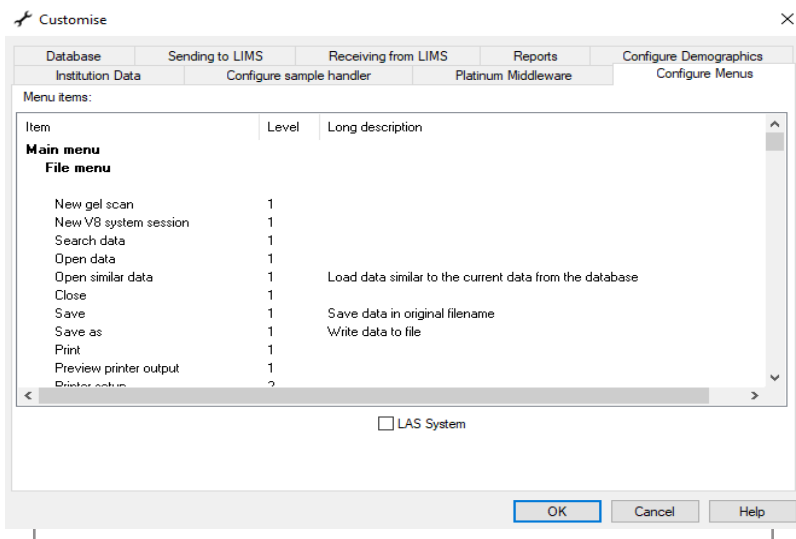 Customise
Database Sending to LIMS Receiving from LIMS Reports Configure Demographics
Institution Data Configure sample handler Platinum Middleware Configure Menus
Menu items:
Item Level Long description
Main menu
File menu
New gel scan 1
New V8 system session 1
Search data 1
Open data 1
Open similar data 1 Load data similar to the current data from the database
Close 1
Save 1 Save data in original filename
Save as 1 Write data to file
Print 1
Preview printer output 1
Printer setup 2
LAS System
OK Cancel Help